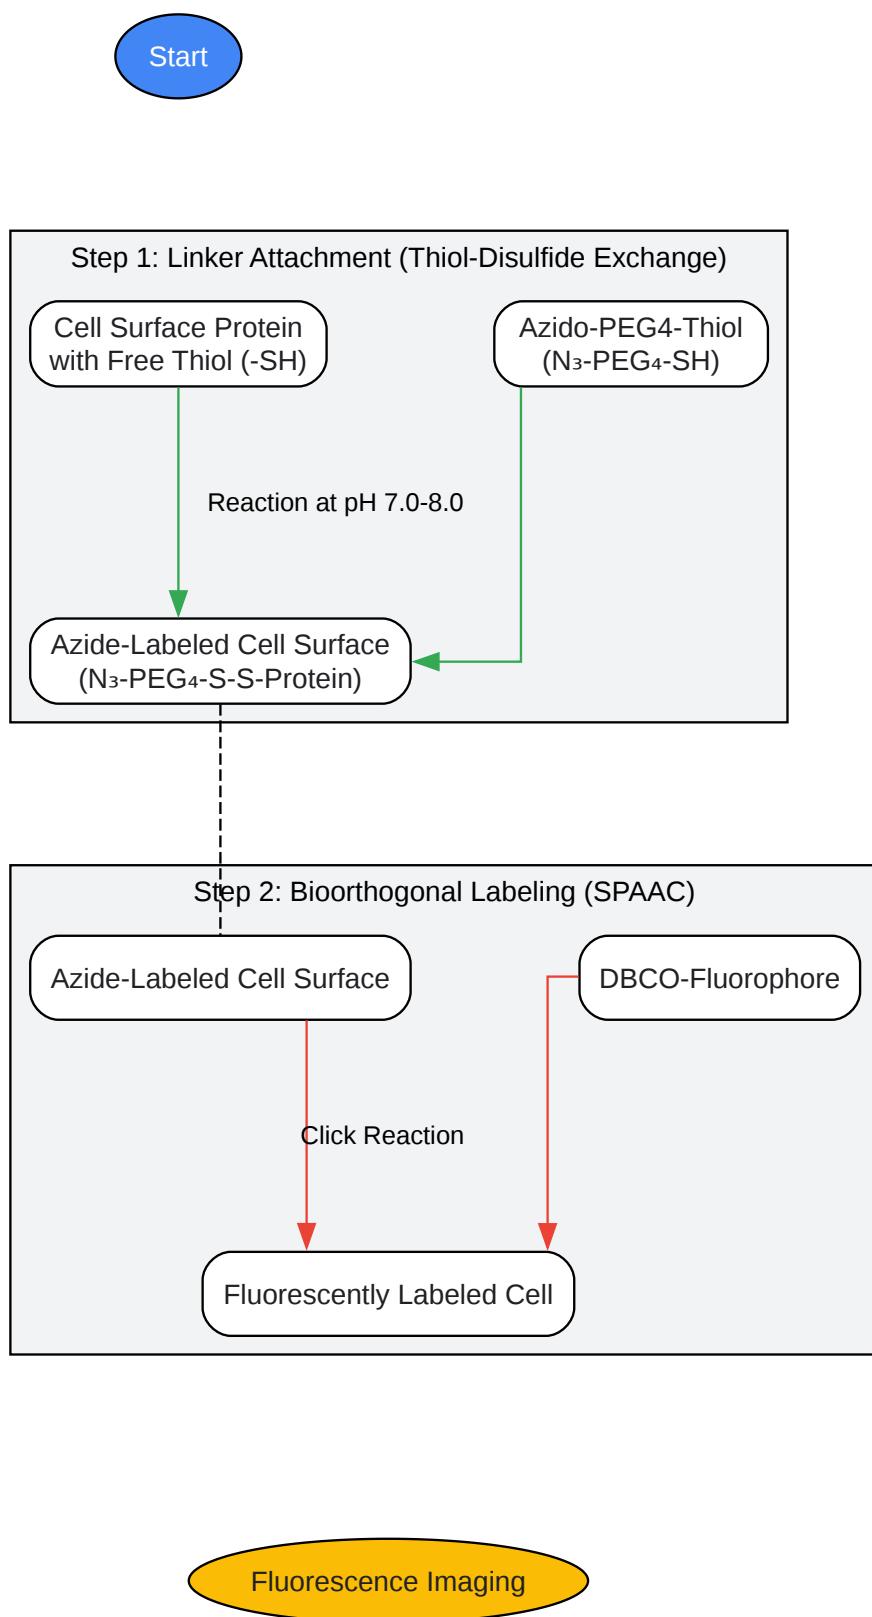 Start
Step 1: Linker Attachment (Thiol-Disulfide Exchange)
Cell Surface Protein
with Free Thiol (-SH)
Azido-PEG4-Thiol
(N₃-PEG₄-SH)
Reaction at pH 7.0-8.0
Azide-Labeled Cell Surface
(N₃-PEG₄-S-S-Protein)
Step 2: Bioorthogonal Labeling (SPAAC)
Azide-Labeled Cell Surface
DBCO-Fluorophore
Click Reaction
Fluorescently Labeled Cell
Fluorescence Imaging